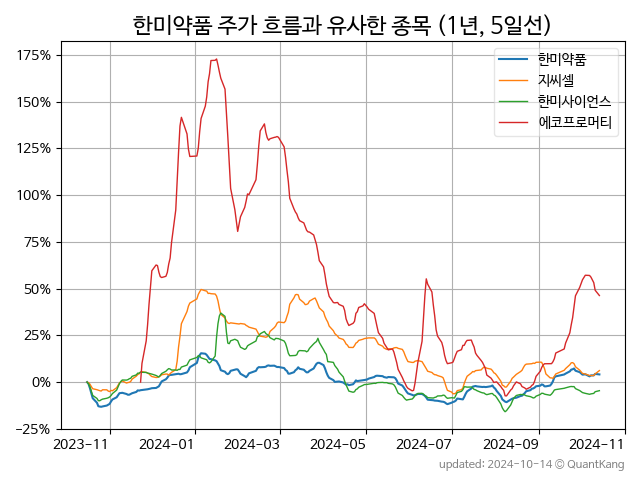 한미약품 주가 흐름과 유사한 종목 (1년, 5일선)
한미약품
지씨셀
한미사이언스
에코프로머티
175%
150%
125%
100%
75%
50%
25%
0%
−25%
2023-11
2024-01
2024-03
2024-05
2024-07
2024-09
2024-11
updated: 2024-10-14 © QuantKang